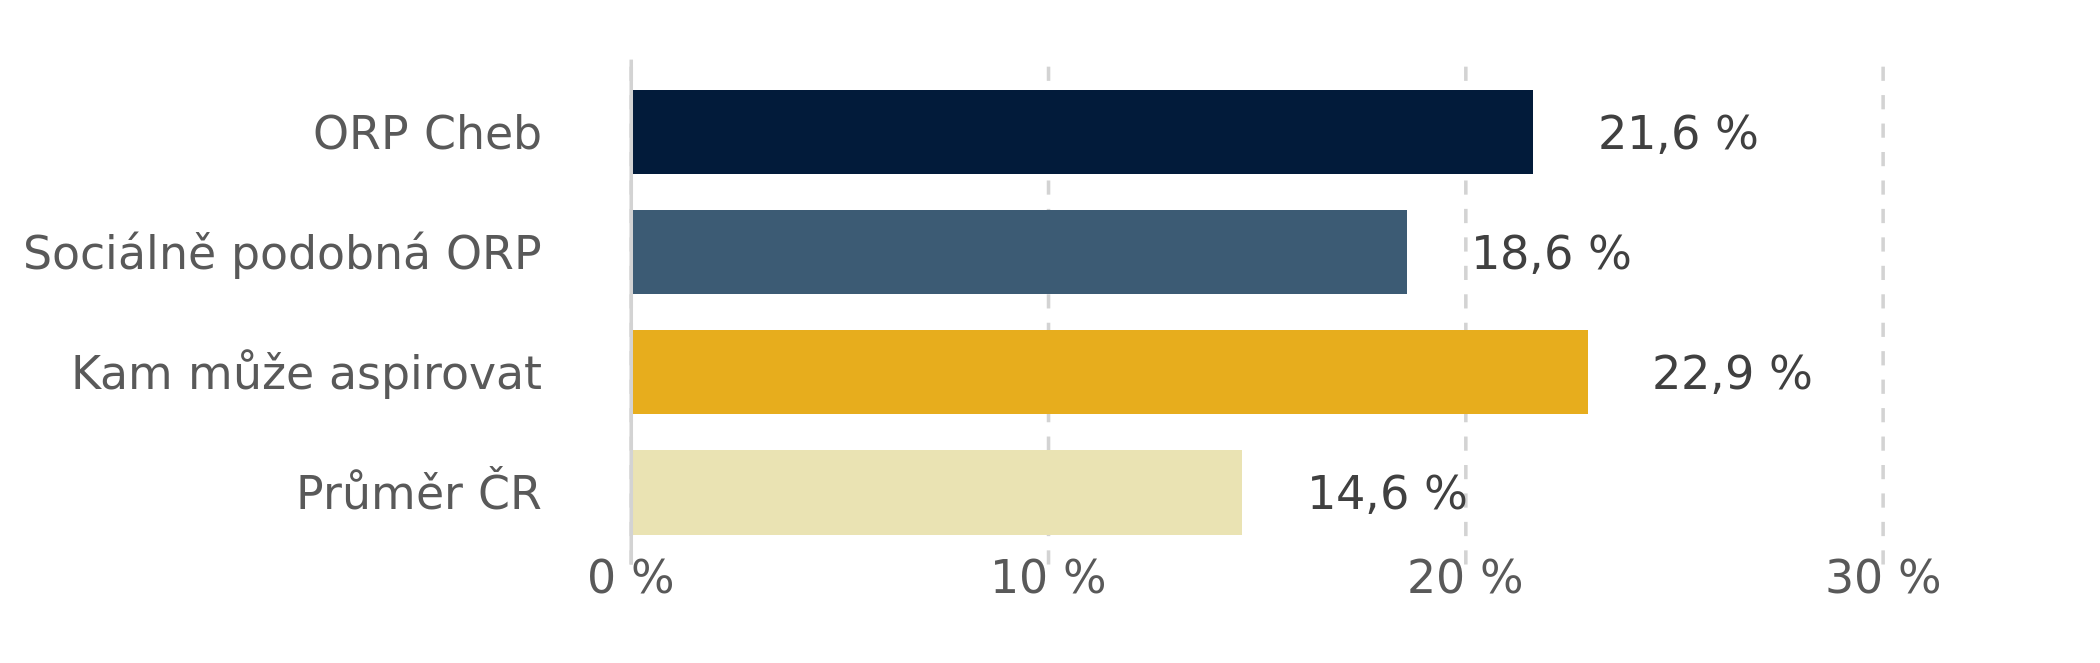 ORP Cheb 21,6 %
Sociálně podobná ORP 18,6 %
Kam může aspirovat 22,9 %
Průměr ČR 14,6 %
0 % 10 % 20 % 30 %